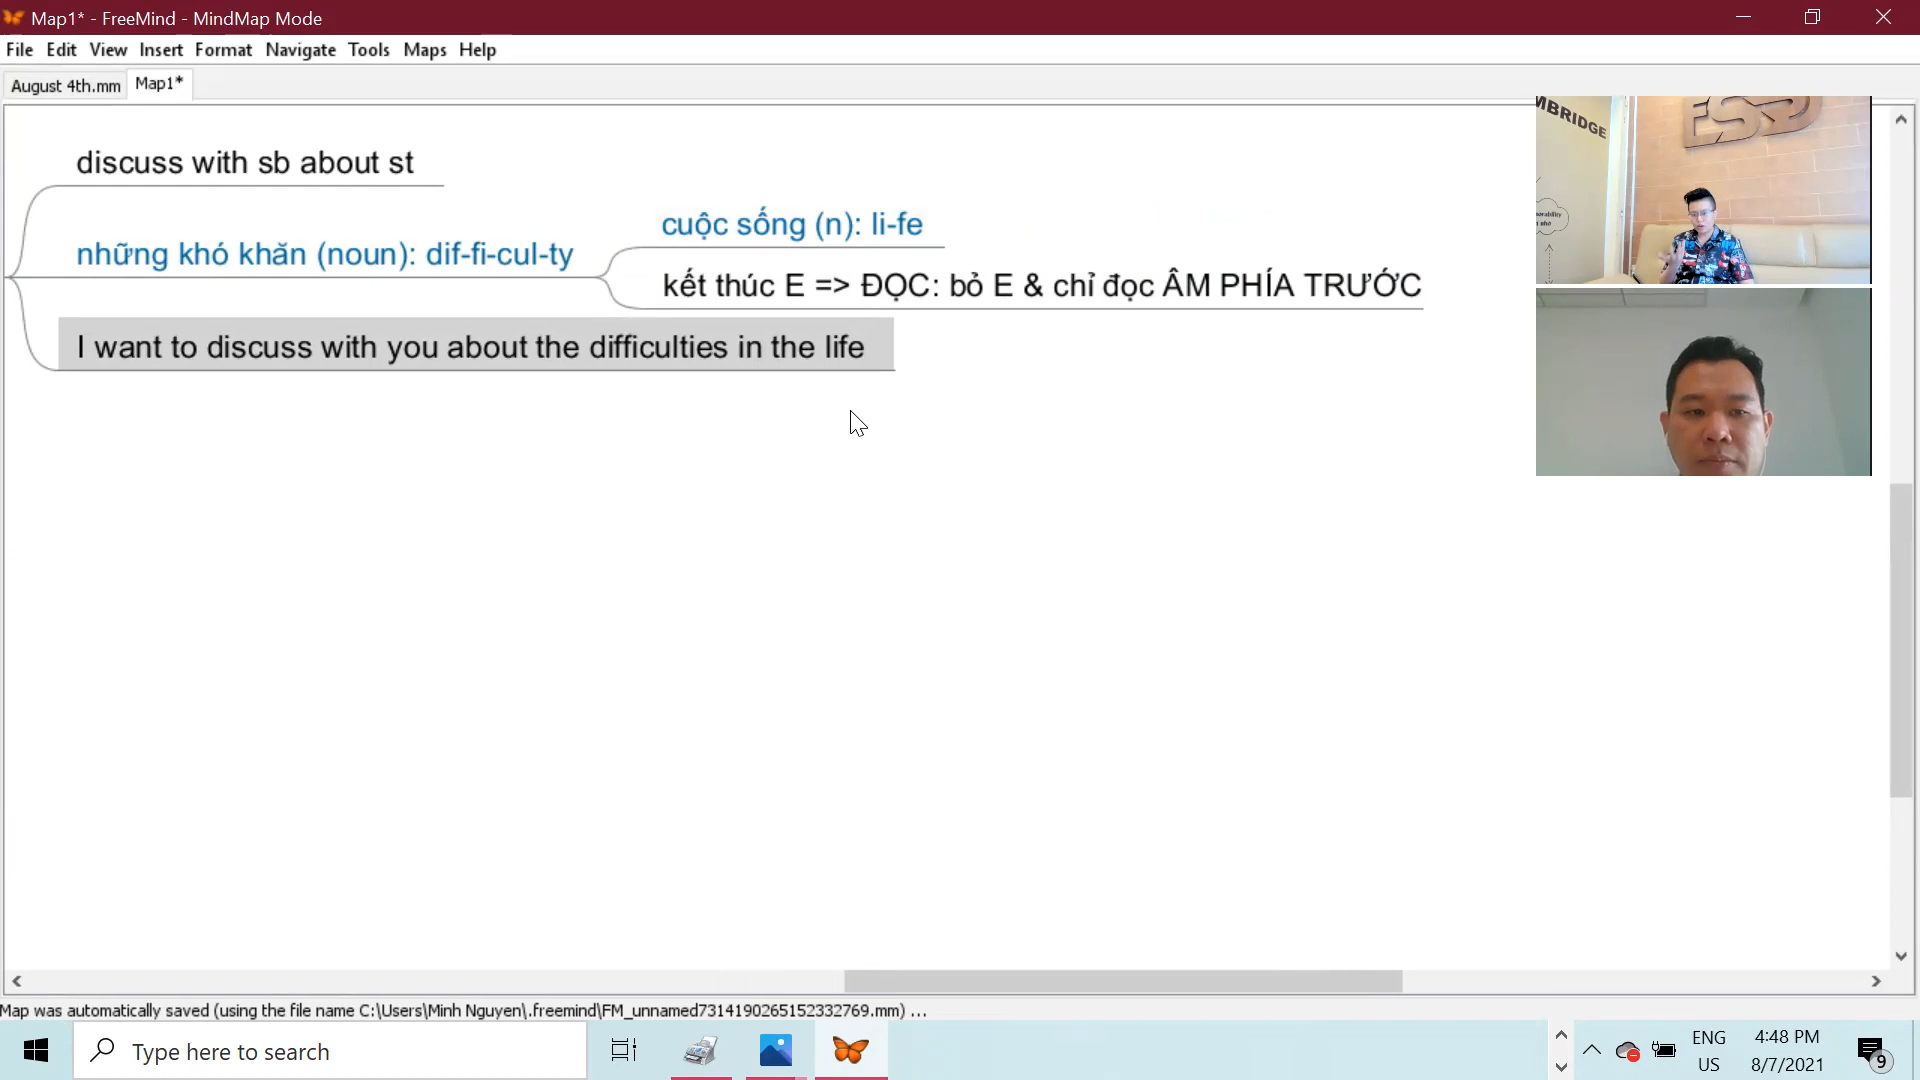 Map1* - FreeMind - MindMap Mode
File Edit View Insert Format Navigate Tools Maps Help
August 4th.mm Map1*
discuss with sb about st
những khó khăn (noun): dif-fi-cul-ty
cuộc sống (n): li-fe
kết thúc E => ĐỌC: bỏ E & chỉ đọc ÂM PHÍA TRƯỚC
I want to discuss with you about the difficulties in the life
MBRIDGE
ESD
Map was automatically saved (using the file name C:\Users\Minh Nguyen\.freemind\FM_unnamed7314190265152332769.mm) ...
Type here to search
ENG
US
4:48 PM
8/7/2021
9